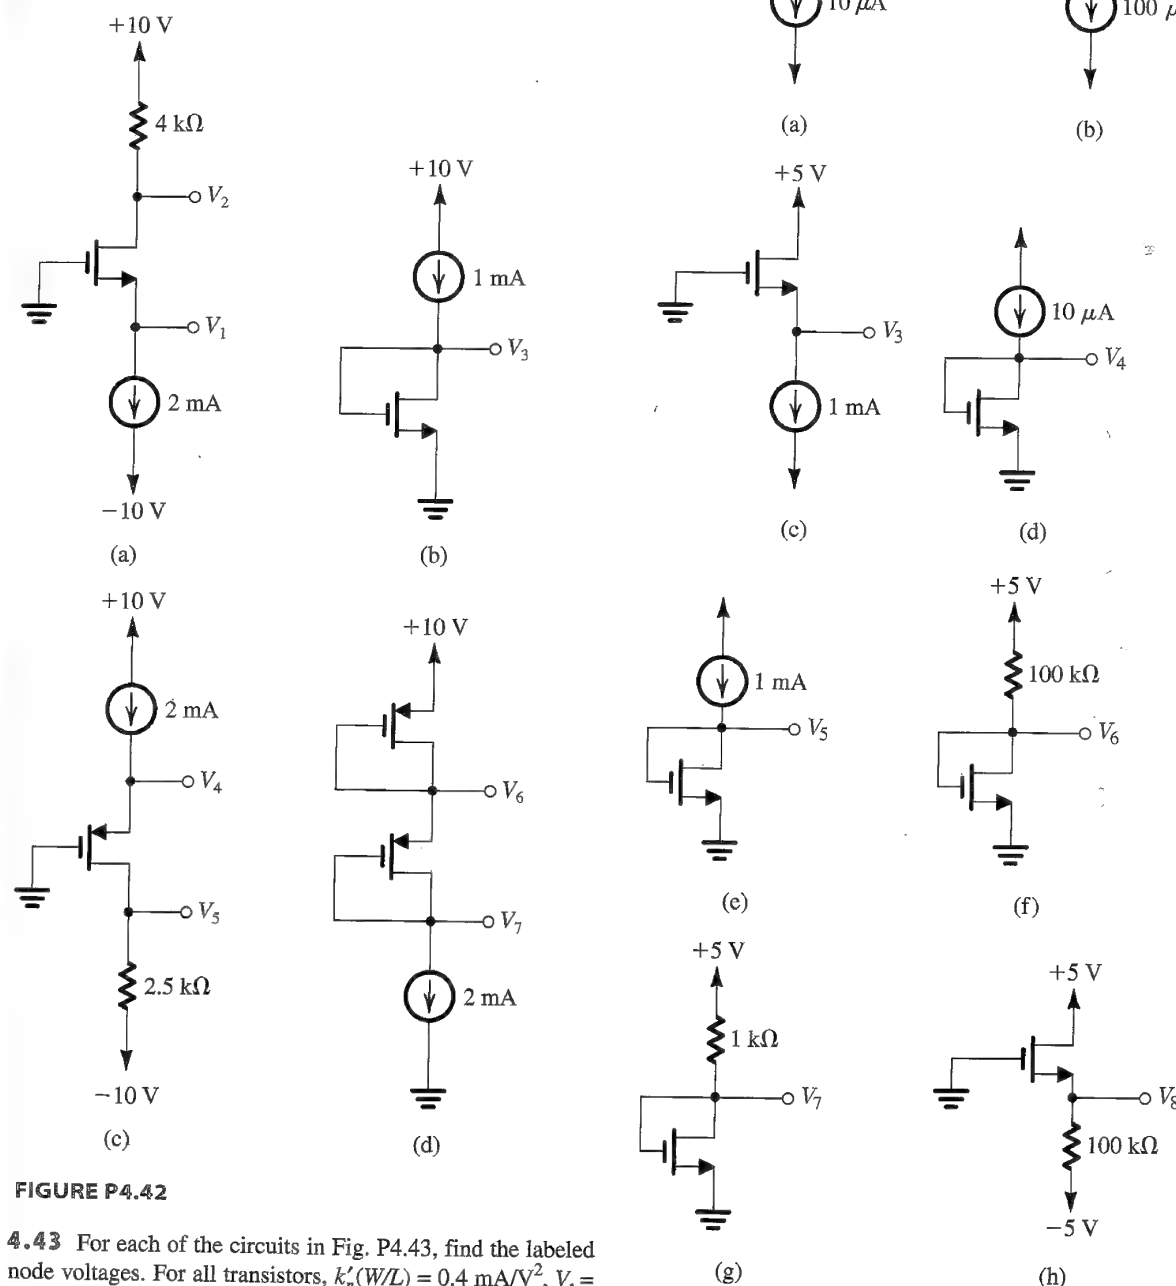 +10 V
4 kΩ
V₂
V₁
2 mA
−10 V
(a)
+10 V
1 mA
V₃
(b)
+10 V
2 mA
V₄
V₅
2.5 kΩ
−10 V
(c)
+10 V
V₆
V₇
2 mA
(d)
FIGURE P4.42
4.43 For each of the circuits in Fig. P4.43, find the labeled
node voltages. For all transistors, k′ₙ(W/L) = 0.4 mA/V², Vₜ =
10 μA
(a)
100
(b)
+5 V
V₃
1 mA
(c)
10 μA
V₄
(d)
1 mA
V₅
(e)
+5 V
100 kΩ
V₆
(f)
+5 V
1 kΩ
V₇
(g)
+5 V
V₈
100 kΩ
−5 V
(h)